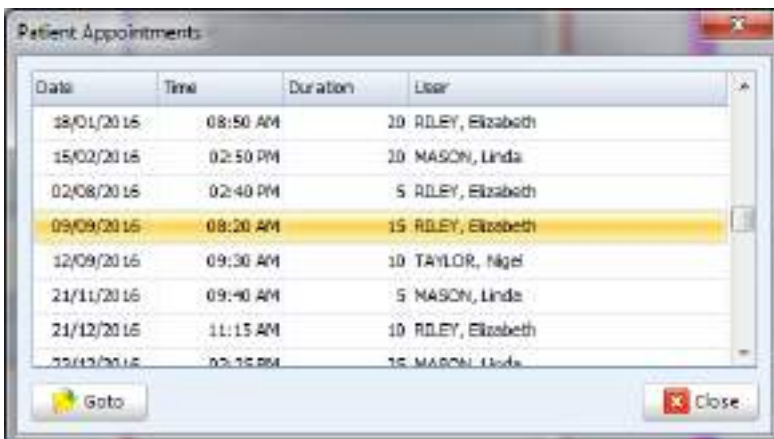 Patient Appointments
Date Time Duration User
18/01/2016 08:50 AM 20 RILEY, Elizabeth
15/02/2016 02:50 PM 20 MASON, Linda
02/08/2016 02:40 PM 5 RILEY, Elizabeth
09/09/2016 08:20 AM 15 RILEY, Elizabeth
12/09/2016 09:30 AM 10 TAYLOR, Nigel
21/11/2016 09:40 AM 5 MASON, Linda
21/12/2016 11:15 AM 10 RILEY, Elizabeth
MASON, Linda
Goto Close